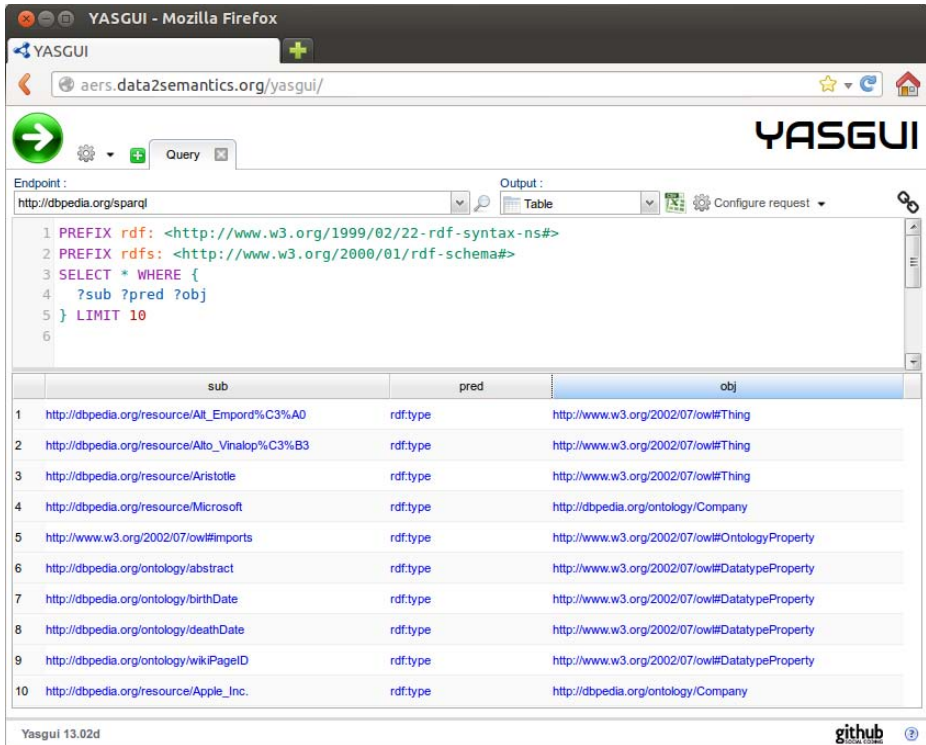 YASGUI - Mozilla Firefox
YASGUI
aers.data2semantics.org/yasgui/
YASGUI
Query
Endpoint :
Output :
http://dbpedia.org/sparql
Table
Configure request
1 PREFIX rdf: <http://www.w3.org/1999/02/22-rdf-syntax-ns#>
2 PREFIX rdfs: <http://www.w3.org/2000/01/rdf-schema#>
3 SELECT * WHERE {
4 ?sub ?pred ?obj
5 } LIMIT 10
6
sub pred obj
1 http://dbpedia.org/resource/Alt_Empord%C3%A0 rdf:type http://www.w3.org/2002/07/owl#Thing
2 http://dbpedia.org/resource/Alto_Vinalop%C3%B3 rdf:type http://www.w3.org/2002/07/owl#Thing
3 http://dbpedia.org/resource/Aristotle rdf:type http://www.w3.org/2002/07/owl#Thing
4 http://dbpedia.org/resource/Microsoft rdf:type http://dbpedia.org/ontology/Company
5 http://www.w3.org/2002/07/owl#imports rdf:type http://www.w3.org/2002/07/owl#OntologyProperty
6 http://dbpedia.org/ontology/abstract rdf:type http://www.w3.org/2002/07/owl#DatatypeProperty
7 http://dbpedia.org/ontology/birthDate rdf:type http://www.w3.org/2002/07/owl#DatatypeProperty
8 http://dbpedia.org/ontology/deathDate rdf:type http://www.w3.org/2002/07/owl#DatatypeProperty
9 http://dbpedia.org/ontology/wikiPageID rdf:type http://www.w3.org/2002/07/owl#DatatypeProperty
10 http://dbpedia.org/resource/Apple_Inc. rdf:type http://dbpedia.org/ontology/Company
Yasgui 13.02d
github
SOCIAL CODING